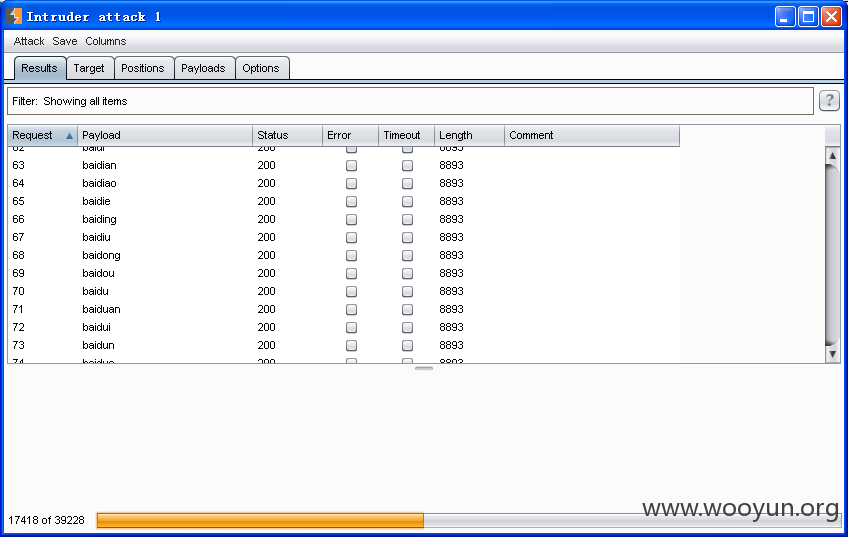 Intruder attack 1
Attack Save Columns
Results Target Positions Payloads Options
Filter: Showing all items
?
Request Payload Status Error Timeout Length Comment
62 baidi 200 8893
63 baidian 200 8893
64 baidiao 200 8893
65 baidie 200 8893
66 baiding 200 8893
67 baidiu 200 8893
68 baidong 200 8893
69 baidou 200 8893
70 baidu 200 8893
71 baiduan 200 8893
72 baidui 200 8893
73 baidun 200 8893
74 baiduo 200 8893
17418 of 39228
www.wooyun.org